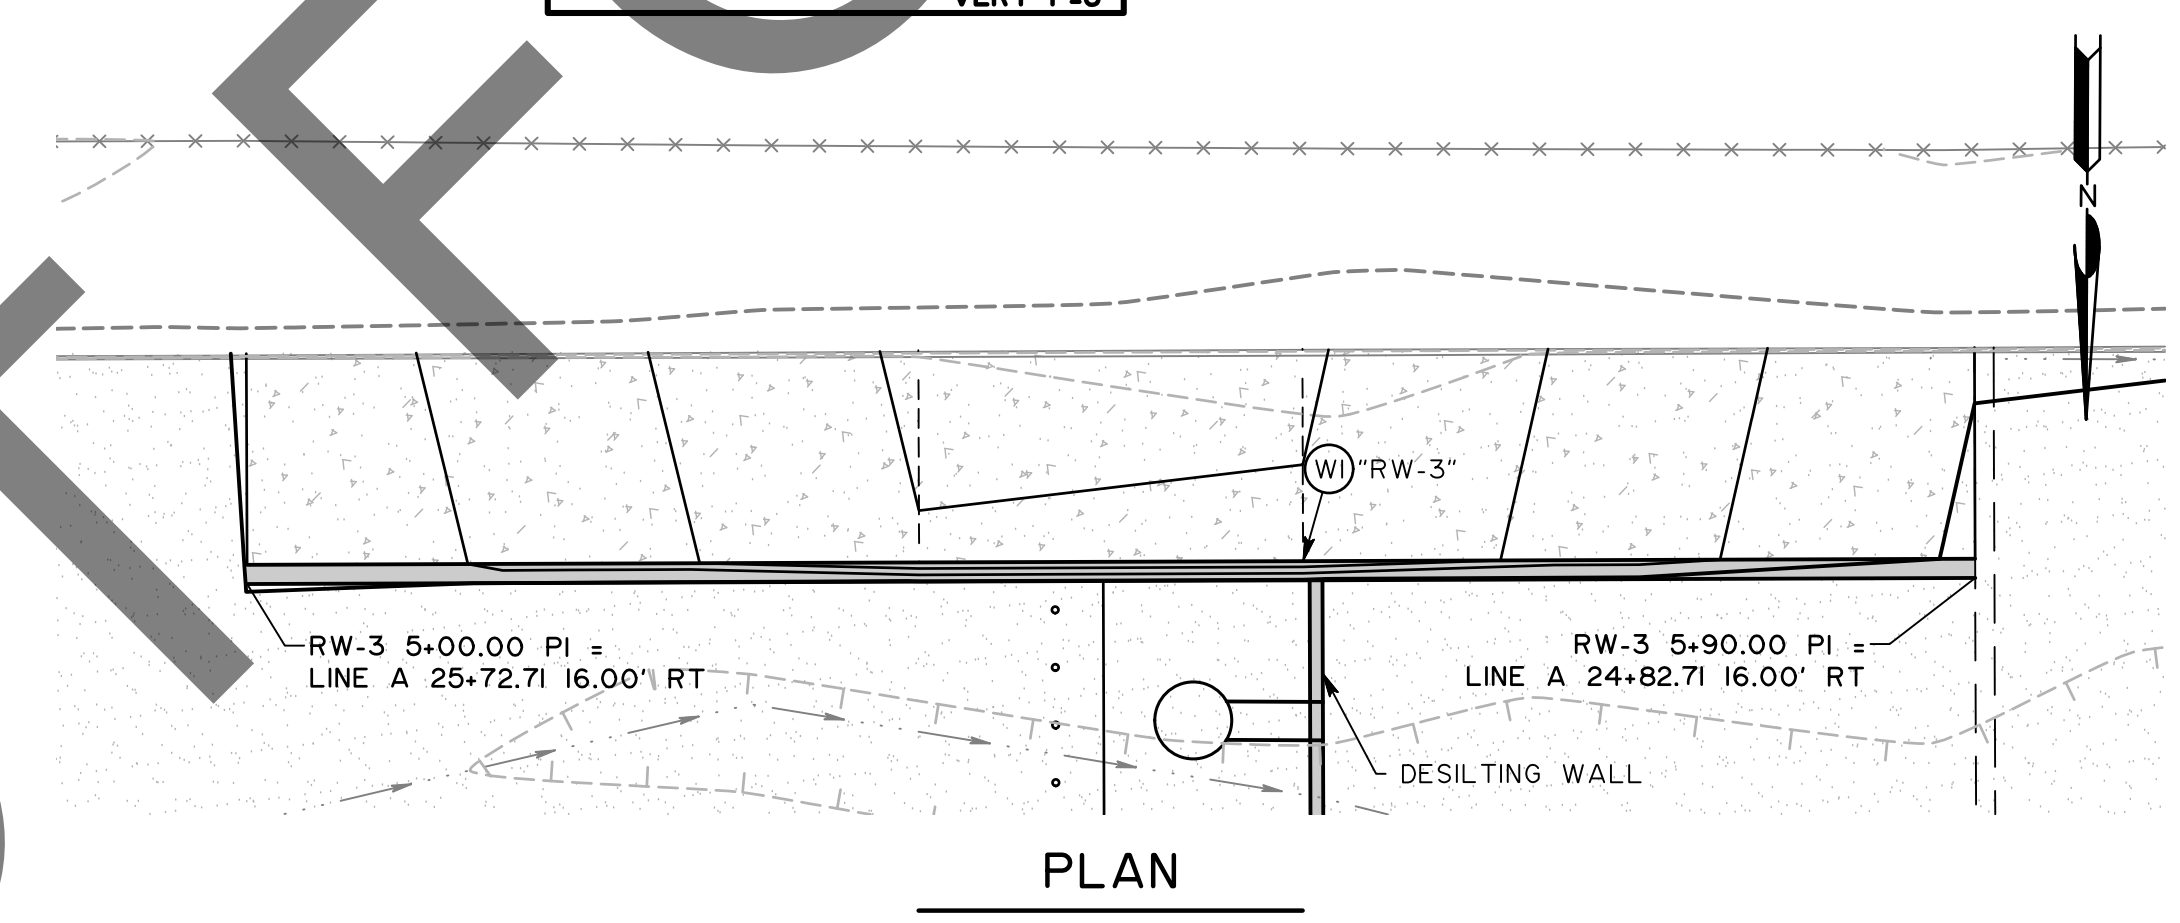 N
WI "RW-3"
RW-3 5+00.00 PI =
LINE A 25+72.71 16.00' RT
RW-3 5+90.00 PI =
LINE A 24+82.71 16.00' RT
DESILTING WALL
PLAN